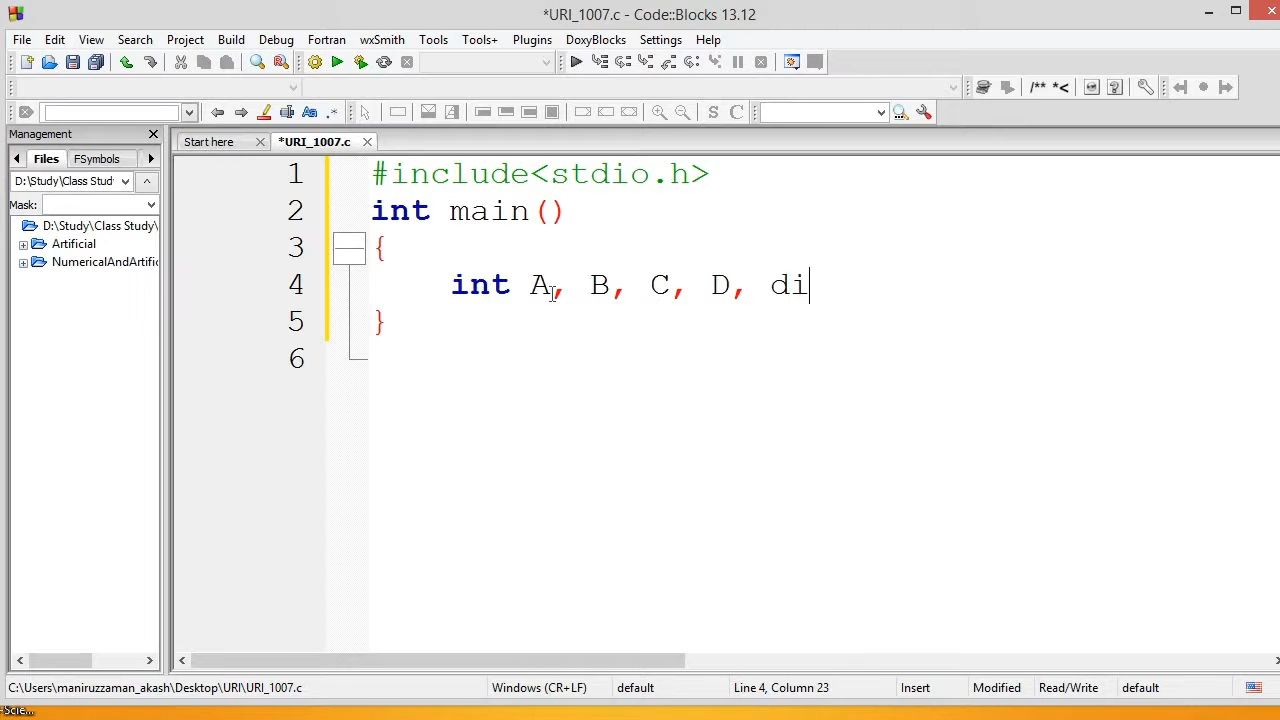 *URI_1007.c - Code::Blocks 13.12
File Edit View Search Project Build Debug Fortran wxSmith Tools Tools+ Plugins DoxyBlocks Settings Help
/** *<
Aa .*
S C
Management
Files FSymbols
Start here *URI_1007.c
D:\Study\Class Stud
Mask:
D:\Study\Class Study\
Artificial
NumericalAndArtific
1 #include<stdio.h>
2 int main()
3 {
4 int A, B, C, D, di
5 }
6
C:\Users\maniruzzaman_akash\Desktop\URI\URI_1007.c Windows (CR+LF) default Line 4, Column 23 Insert Modified Read/Write default
-Scie...